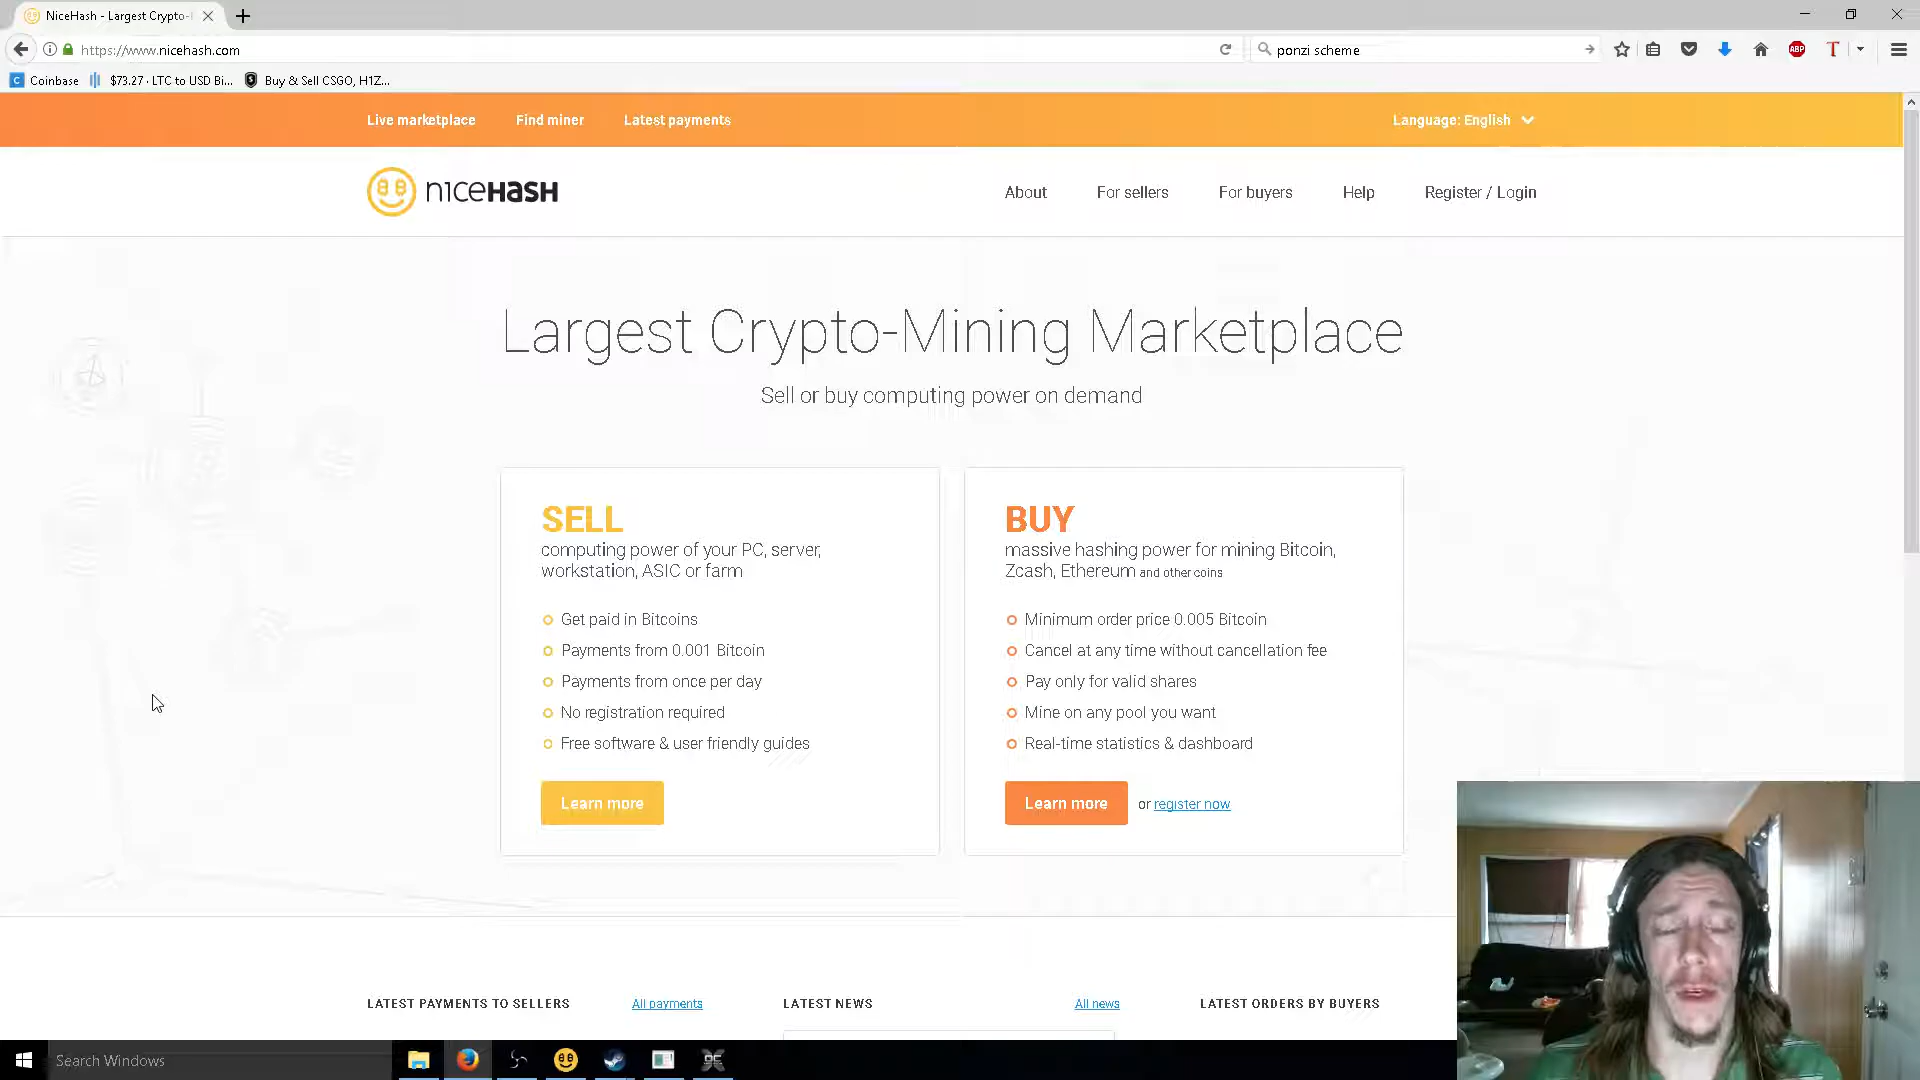 NiceHash - Largest Crypto-
https://www.nicehash.com
ponzi scheme
ABP
T
C Coinbase
$73.27 · LTC to USD Bi...
Buy & Sell CSGO, H1Z...
Live marketplace
Find miner
Latest payments
Language: English
niceHASH
About
For sellers
For buyers
Help
Register / Login
Largest Crypto-Mining Marketplace
Sell or buy computing power on demand
SELL
computing power of your PC, server,
workstation, ASIC or farm
Get paid in Bitcoins
Payments from 0.001 Bitcoin
Payments from once per day
No registration required
Free software & user friendly guides
Learn more
BUY
massive hashing power for mining Bitcoin,
Zcash, Ethereum and other coins
Minimum order price 0.005 Bitcoin
Cancel at any time without cancellation fee
Pay only for valid shares
Mine on any pool you want
Real-time statistics & dashboard
Learn more or register now
LATEST PAYMENTS TO SELLERS
All payments
LATEST NEWS
All news
LATEST ORDERS BY BUYERS
Search Windows